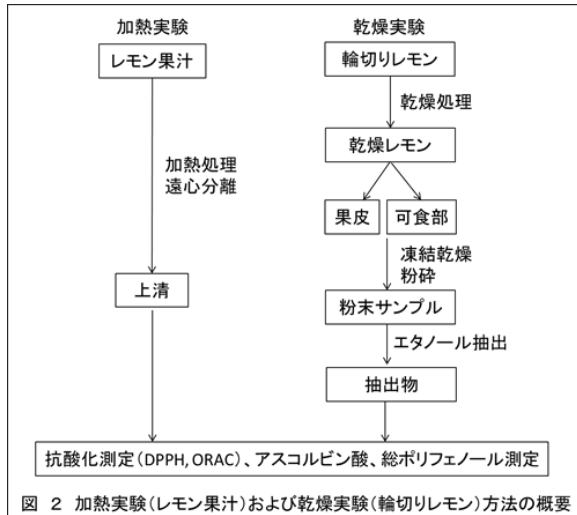 加熱実験
レモン果汁
加熱処理
遠心分離
上清
乾燥実験
輪切りレモン
乾燥処理
乾燥レモン
果皮
可食部
凍結乾燥
粉砕
粉末サンプル
エタノール抽出
抽出物
抗酸化測定(DPPH, ORAC)、アスコルビン酸、総ポリフェノール測定
図 2 加熱実験(レモン果汁)および乾燥実験(輪切りレモン)方法の概要